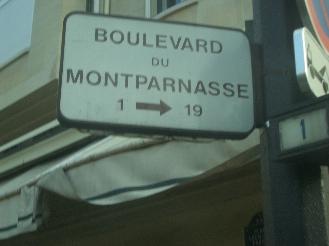 BOULEVARD
DU
MONTPARNASSE
1 → 19
1